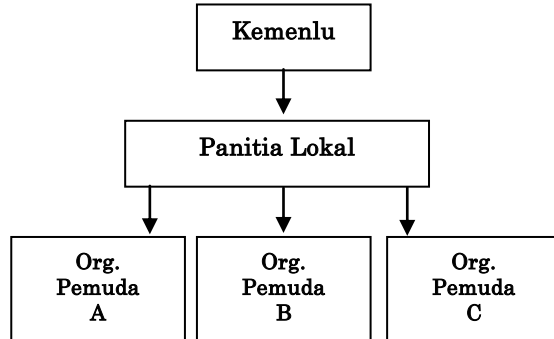 Kemenlu
Panitia Lokal
Org.
Pemuda
A
Org.
Pemuda
B
Org.
Pemuda
C